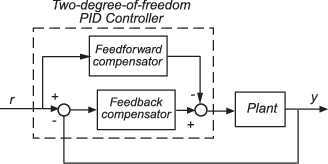 Two-degree-of-freedom
PID Controller
Feedforward
compensator
r
+
-
Feedback
compensator
-
+
Plant
y